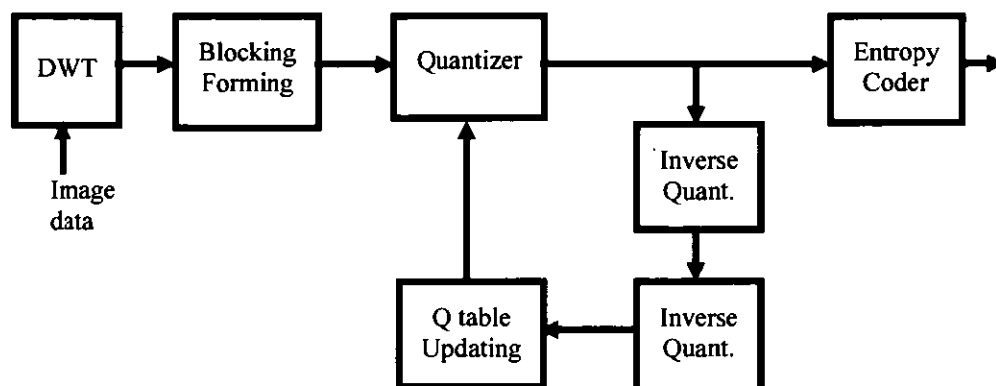 DWT
Blocking
Forming
Quantizer
Entropy
Coder
Image
data
Inverse
Quant.
Q table
Updating
Inverse
Quant.